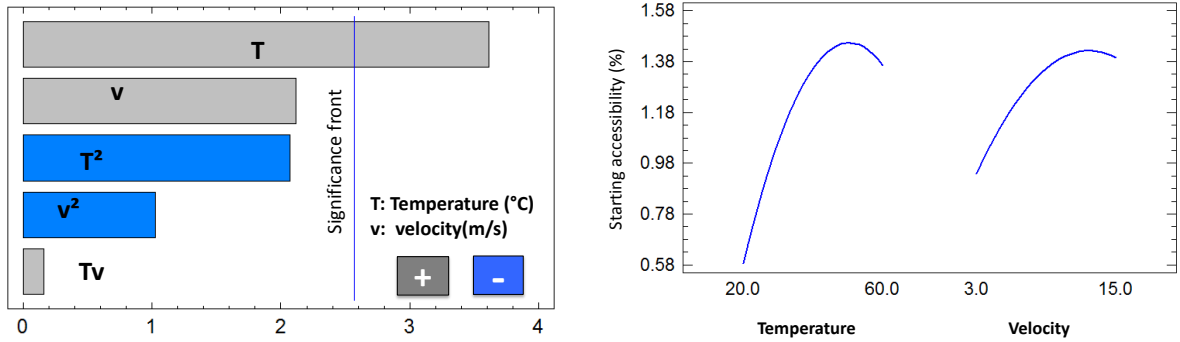 T
v
T²
v²
Tv
Significance front
T: Temperature (°C)
v: velocity(m/s)
+
-
0 1 2 3 4
Starting accessibility (%)
1.58
1.38
1.18
0.98
0.78
0.58
20.0 60.0 3.0 15.0
Temperature Velocity